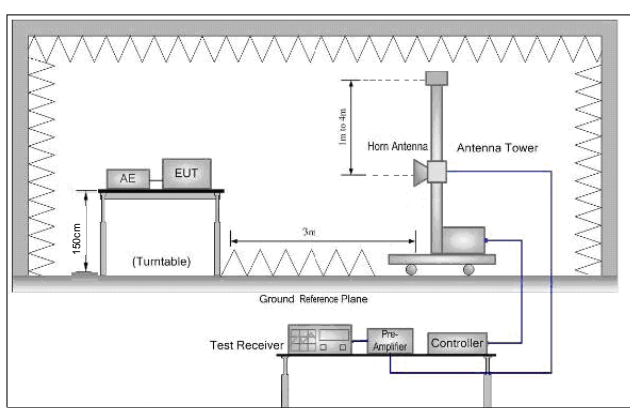 1m to 4m
Horn Antenna
Antenna Tower
AE
EUT
150cm
(Turntable)
3m
Ground Reference Plane
Test Receiver
Pre-
Amplifier
Controller